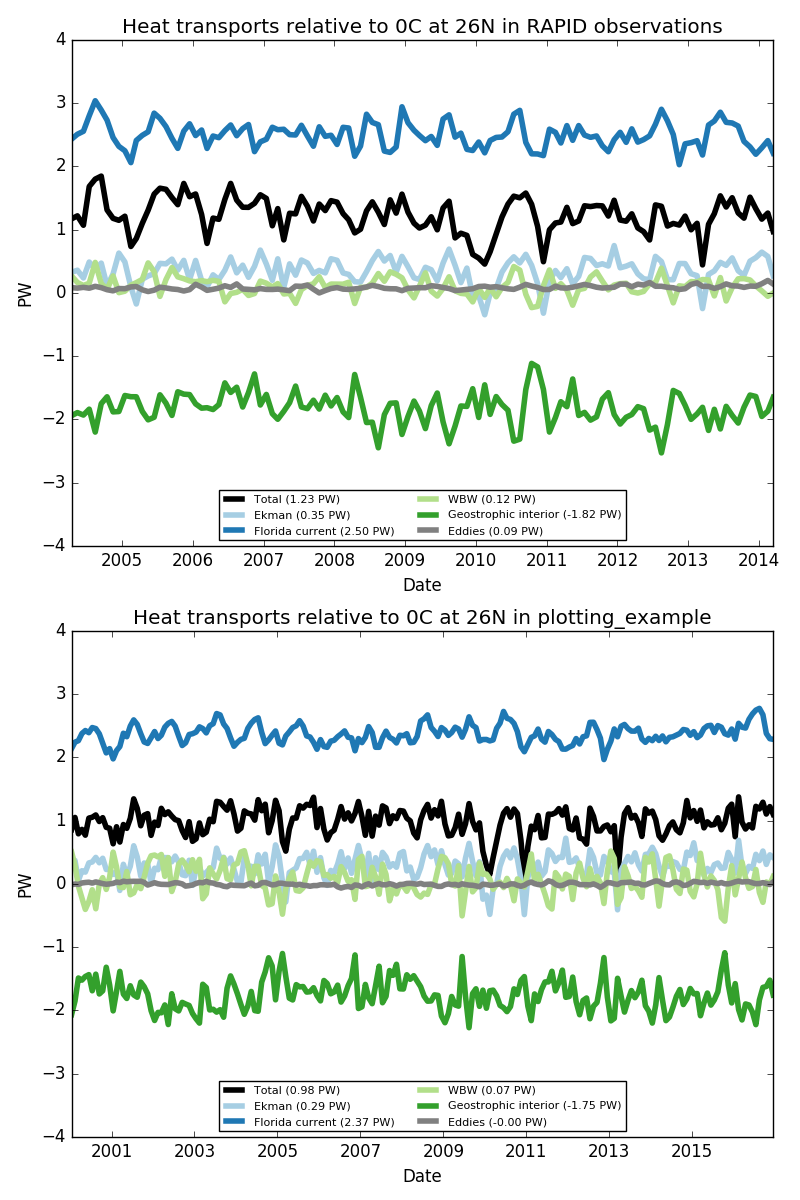 Heat transports relative to 0C at 26N in RAPID observations
4
3
2
1
0
−1
−2
−3
−4
PW
Total (1.23 PW)
Ekman (0.35 PW)
Florida current (2.50 PW)
WBW (0.12 PW)
Geostrophic interior (-1.82 PW)
Eddies (0.09 PW)
2005 2006 2007 2008 2009 2010 2011 2012 2013 2014
Date
Heat transports relative to 0C at 26N in plotting_example
4
3
2
1
0
−1
−2
−3
−4
PW
Total (0.98 PW)
Ekman (0.29 PW)
Florida current (2.37 PW)
WBW (0.07 PW)
Geostrophic interior (-1.75 PW)
Eddies (-0.00 PW)
2001 2003 2005 2007 2009 2011 2013 2015
Date